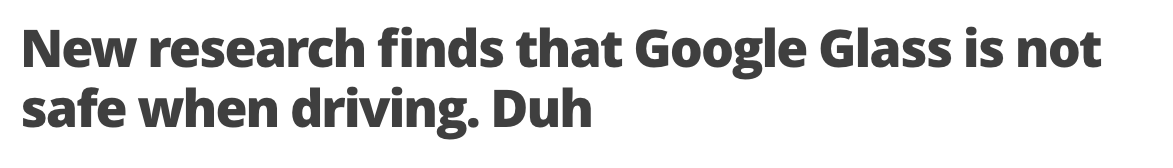 New research finds that Google Glass is not
safe when driving. Duh